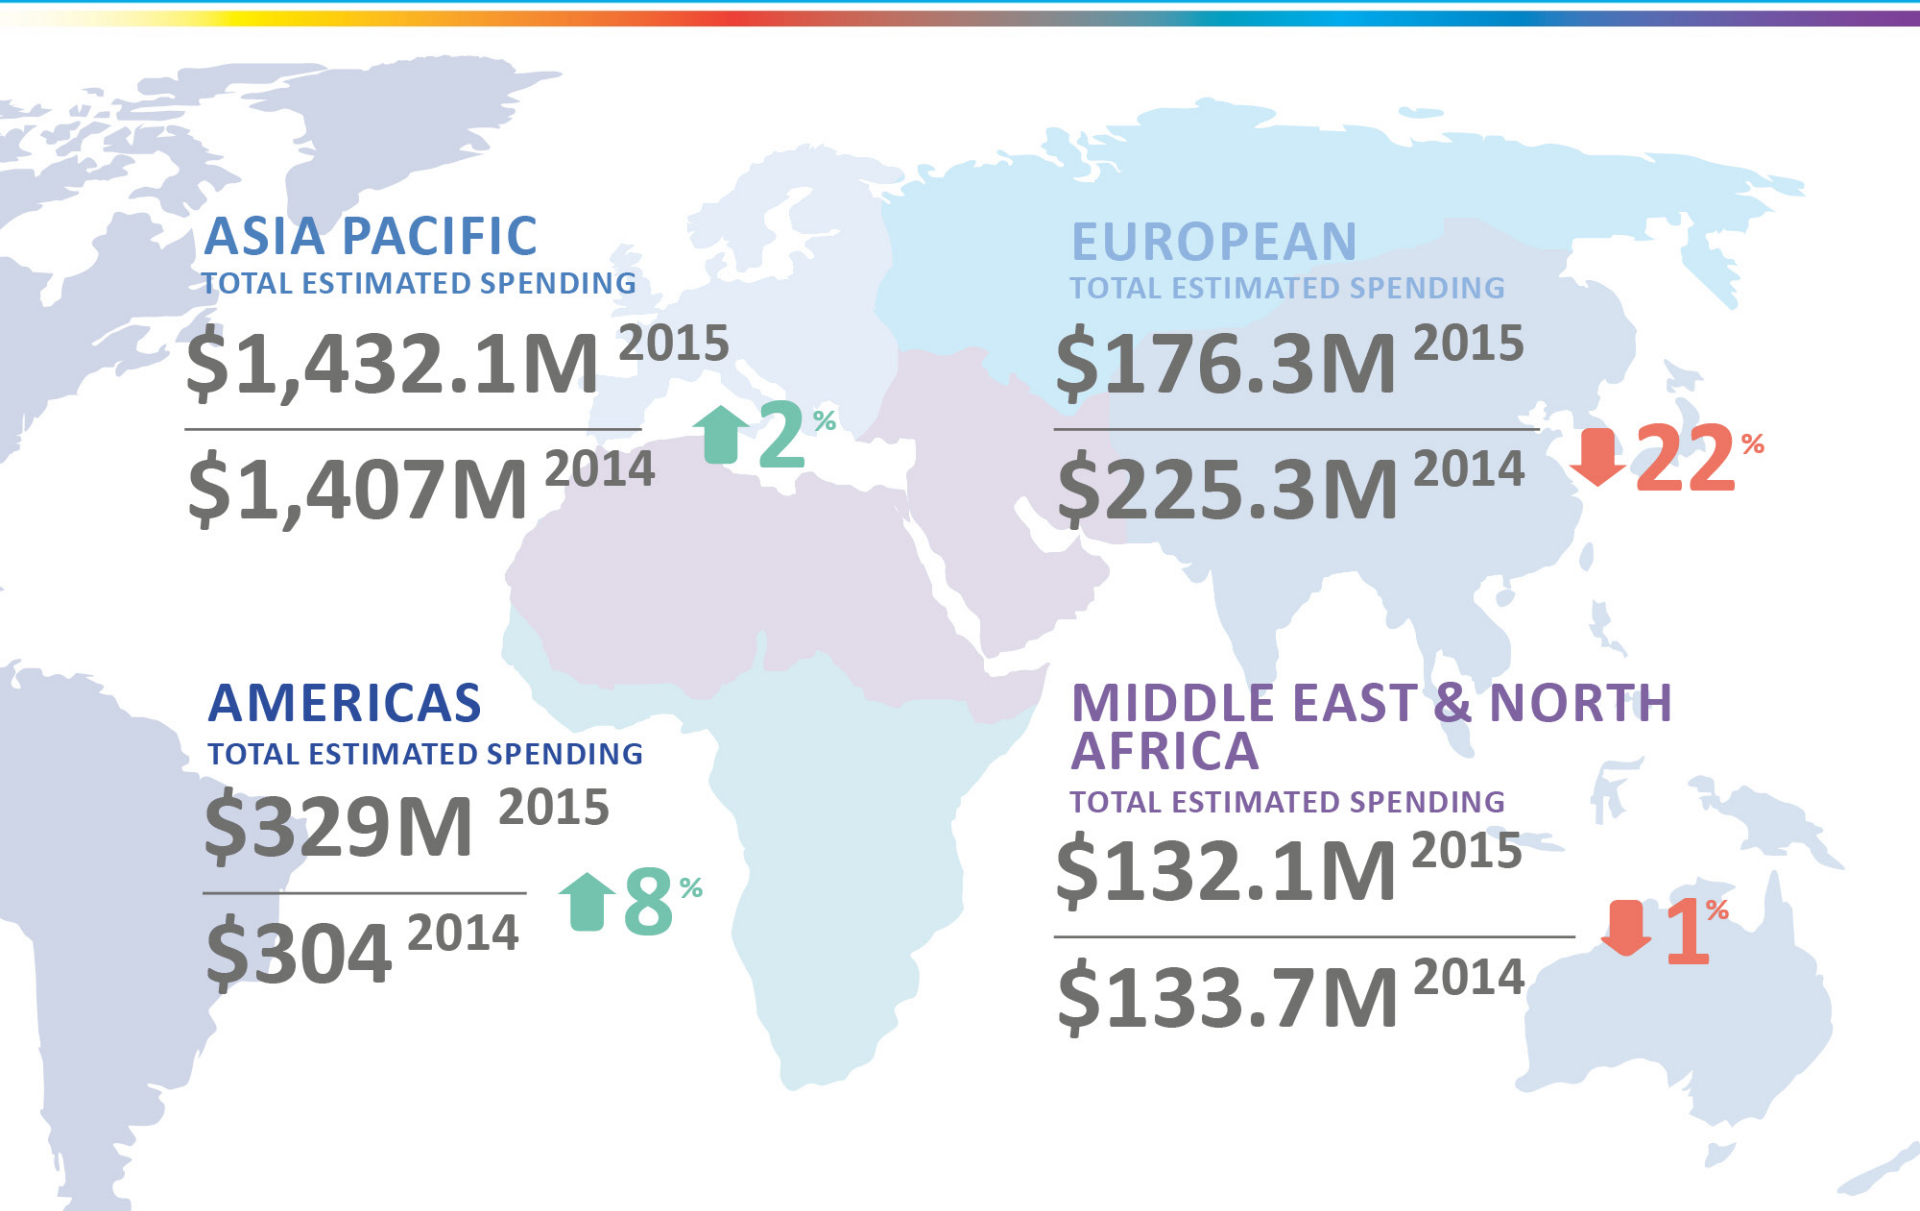 ASIA PACIFIC
TOTAL ESTIMATED SPENDING
$1,432.1M 2015
2%
$1,407M 2014
EUROPEAN
TOTAL ESTIMATED SPENDING
$176.3M 2015
22%
$225.3M 2014
AMERICAS
TOTAL ESTIMATED SPENDING
$329M 2015
8%
$304 2014
MIDDLE EAST & NORTH
AFRICA
TOTAL ESTIMATED SPENDING
$132.1M 2015
1%
$133.7M 2014